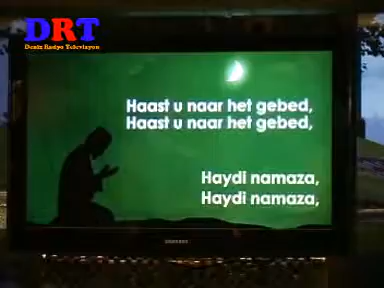 DRT
Deniz Radyo Televizyon
Haast u naar het gebed,
Haast u naar het gebed,
Haydi namaza,
Haydi namaza,
SAMSUNG